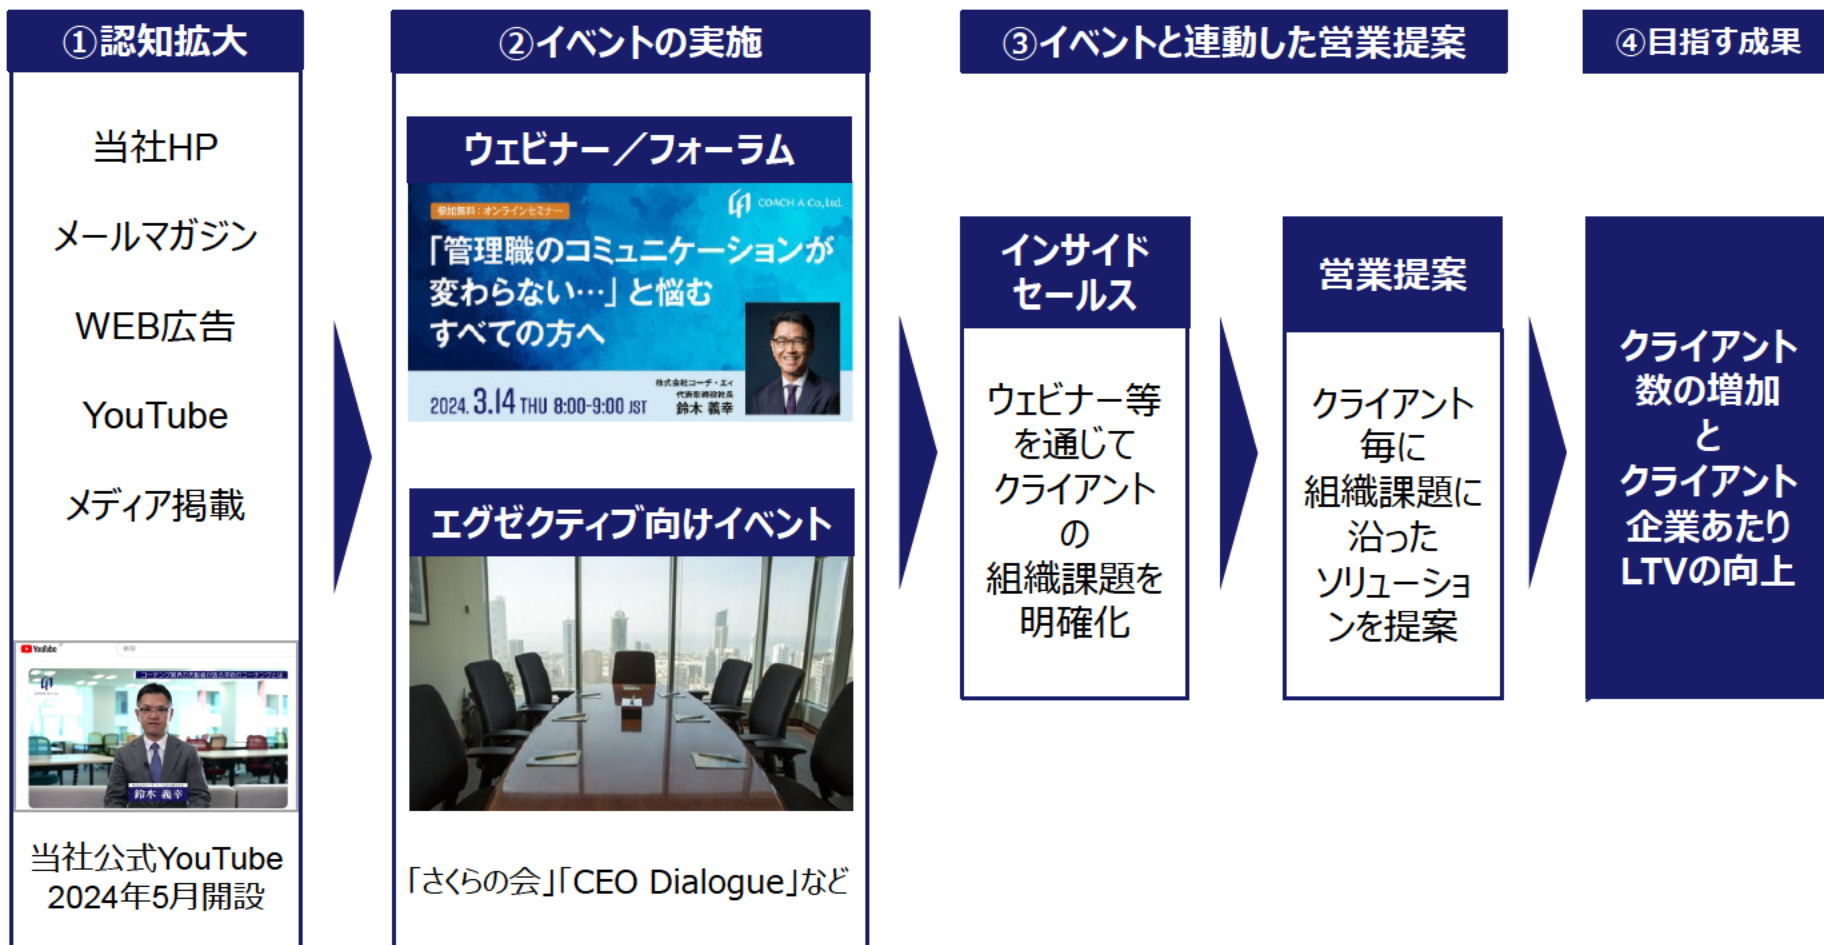 ①認知拡大
当社HP
メールマガジン
WEB広告
YouTube
メディア掲載
YouTube
検索
鈴木 義幸
当社公式YouTube
2024年5月開設
②イベントの実施
ウェビナー／フォーラム
参加無料：オンラインセミナー
COACH A Co., Ltd.
「管理職のコミュニケーションが
変わらない…」と悩む
すべての方へ
2024. 3.14 THU 8:00-9:00 JST
株式会社コーチ・エィ
代表取締役社長
鈴木 義幸
エグゼクティブ向けイベント
「さくらの会」「CEO Dialogue」など
③イベントと連動した営業提案
インサイド
セールス
ウェビナー等
を通じて
クライアント
の
組織課題を
明確化
営業提案
クライアント
毎に
組織課題に
沿った
ソリューショ
ンを提案
④目指す成果
クライアント
数の増加
と
クライアント
企業あたり
LTVの向上